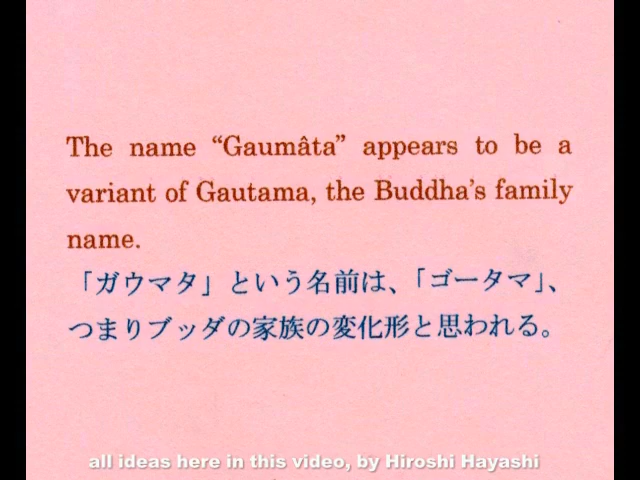 The name “Gaumâta” appears to be a
variant of Gautama, the Buddha’s family
name.
「ガウマタ」という名前は、「ゴータマ」、
つまりブッダの家族の変化形と思われる。
all ideas here in this video, by Hiroshi Hayashi